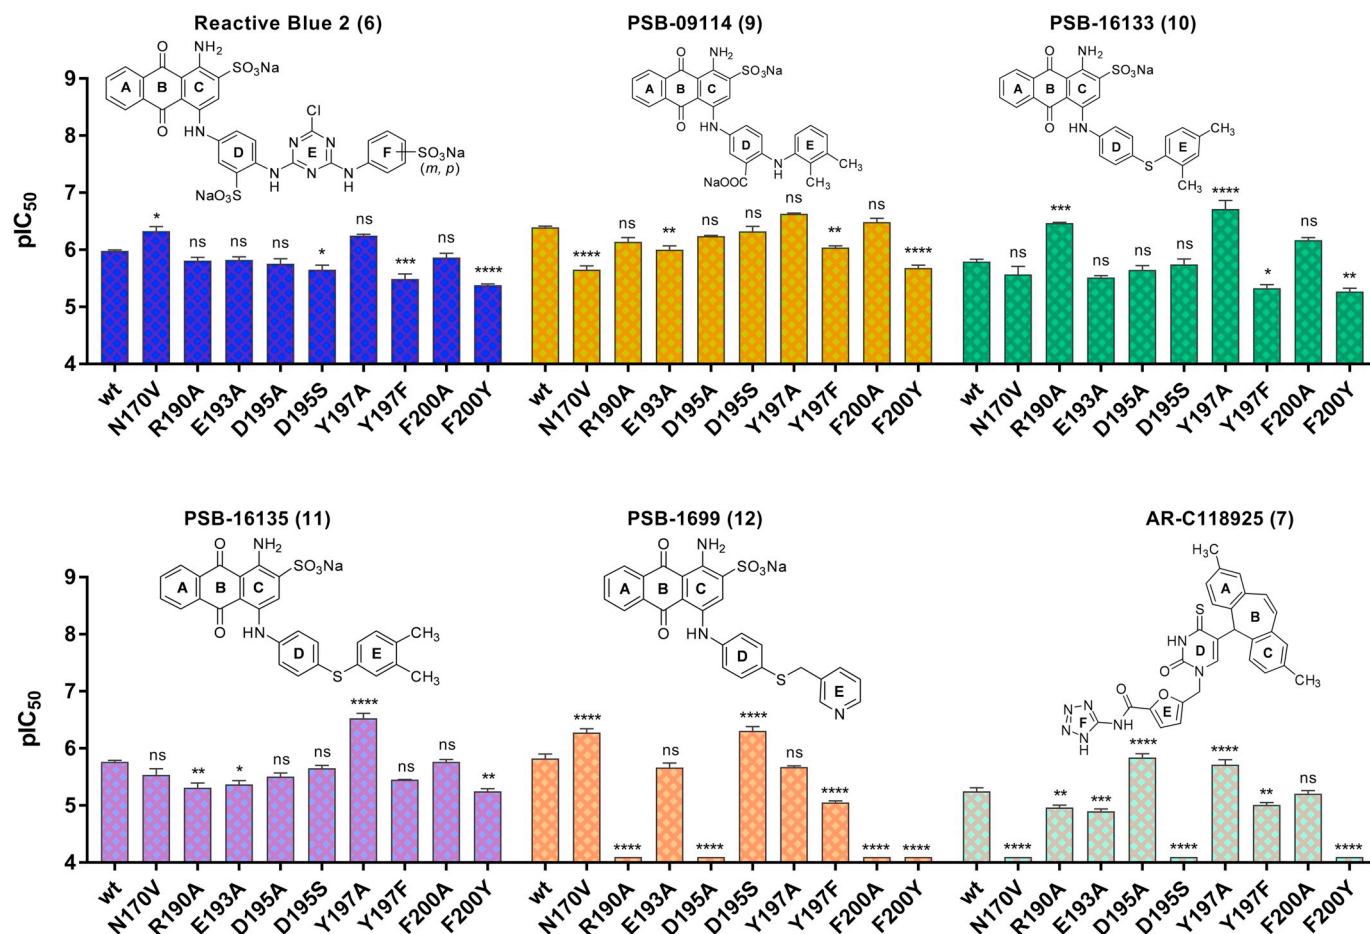 Reactive Blue 2 (6)
PSB-09114 (9)
PSB-16133 (10)
pIC50
9
8
7
6
5
4
O NH2
SO3Na
A B C
O HN
Cl
D
N N
E
N
F
SO3Na
(m, p)
NaO3S
N
H
N
H
O NH2
SO3Na
A B C
O HN
D
E
NaOOC
N
H
CH3
CH3
O NH2
SO3Na
A B C
O HN
D
S
E
CH3
CH3
* ns ns ns * ns *** ns ****
**** ns ** ns ns ns ** ns ****
ns *** ns ns ns **** * ns **
wt N170V R190A E193A D195A D195S Y197A Y197F F200A F200Y
wt N170V R190A E193A D195A D195S Y197A Y197F F200A F200Y
wt N170V R190A E193A D195A D195S Y197A Y197F F200A F200Y
PSB-16135 (11)
PSB-1699 (12)
AR-C118925 (7)
pIC50
9
8
7
6
5
4
O NH2
SO3Na
A B C
O HN
D
S
E
CH3
CH3
O NH2
SO3Na
A B C
O HN
D
S
E
N
H3C
A
B
C
CH3
S
HN
D
O
N
O
O
E
N
N
F
N
N
H
NH
ns ** * ns ns **** ns ns **
**** **** ns **** **** ns **** **** ****
**** ** *** **** **** **** ** ns ****
wt N170V R190A E193A D195A D195S Y197A Y197F F200A F200Y
wt N170V R190A E193A D195A D195S Y197A Y197F F200A F200Y
wt N170V R190A E193A D195A D195S Y197A Y197F F200A F200Y